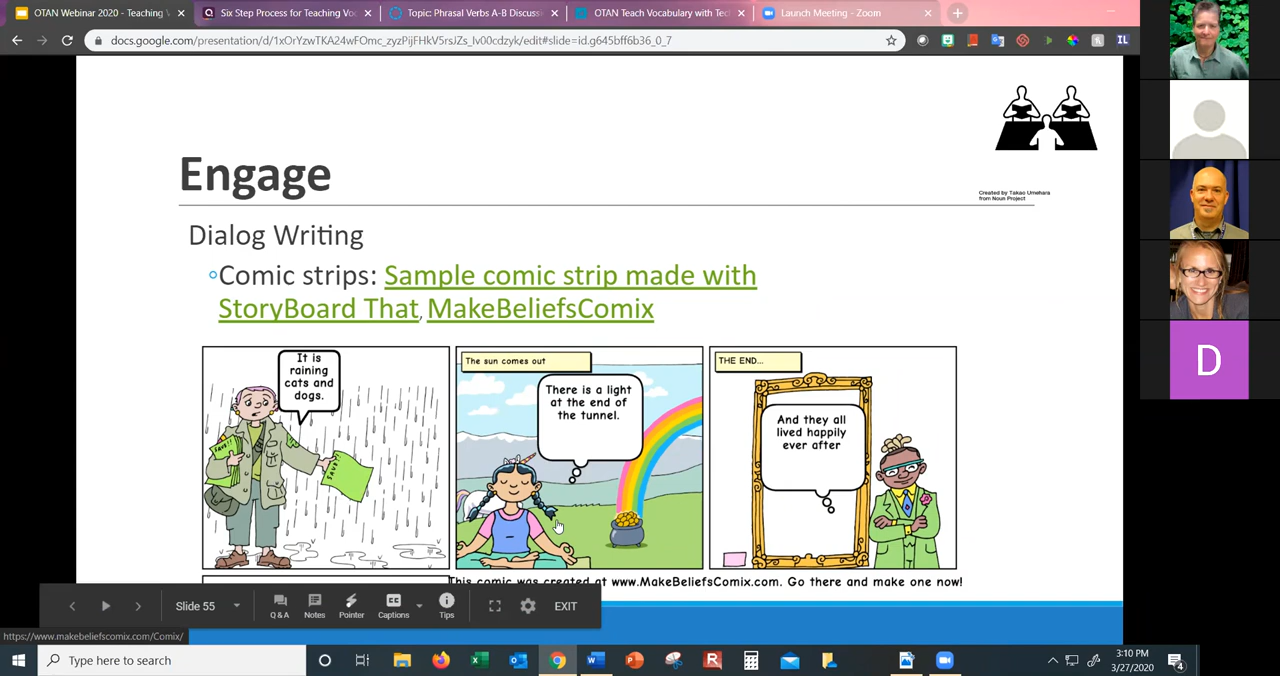 OTAN Webinar 2020 - Teaching V
Six Step Process for Teaching Voc
Topic: Phrasal Verbs A-B Discuss
OTAN Teach Vocabulary with Tec
Launch Meeting - Zoom
docs.google.com/presentation/d/1xOrYzwTKA24wFOmc_zyzPijFHkV5rsJZs_lv00cdzyk/edit#slide=id.g645bff6b36_0_7
IL
Created by Takao Umehara
from Noun Project
Engage
Dialog Writing
Comic strips: Sample comic strip made with
StoryBoard That, MakeBeliefsComix
It is
raining
cats and
dogs.
The sun comes out
There is a light
at the end of
the tunnel.
THE END...
And they all
lived happily
ever after
This comic was created at www.MakeBeliefsComix.com. Go there and make one now!
D
Slide 55
Q & A
Notes
Pointer
CC
Captions
Tips
EXIT
https://www.makebeliefscomix.com/Comix/
Type here to search
3:10 PM
3/27/2020
4